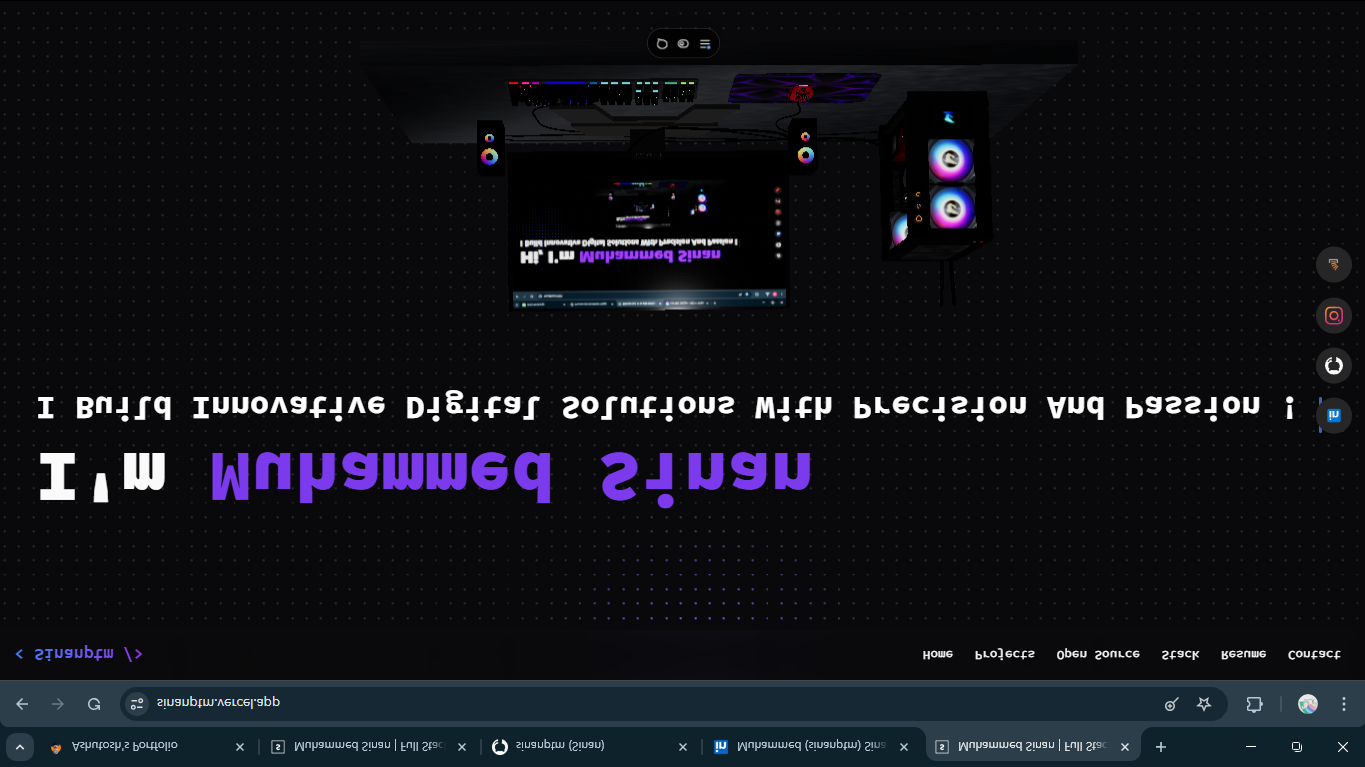 Ashutosh's Portfolio
Muhammed Sinan | Full Stac
sinanptm (Sinan)
Muhammed (sinanptm) Sina
Muhammed Sinan | Full Stac
sinanptm.vercel.app
< Sinanptm />
Home
Projects
Open Source
Stack
Resume
Contact
I'm Muhammed Sinan
I Build Innovative Digital Solutions With Precision And Passion !
Hi, I'm Muhammed Sinan
I Build Innovative Digital Solutions With Precision And Passion !